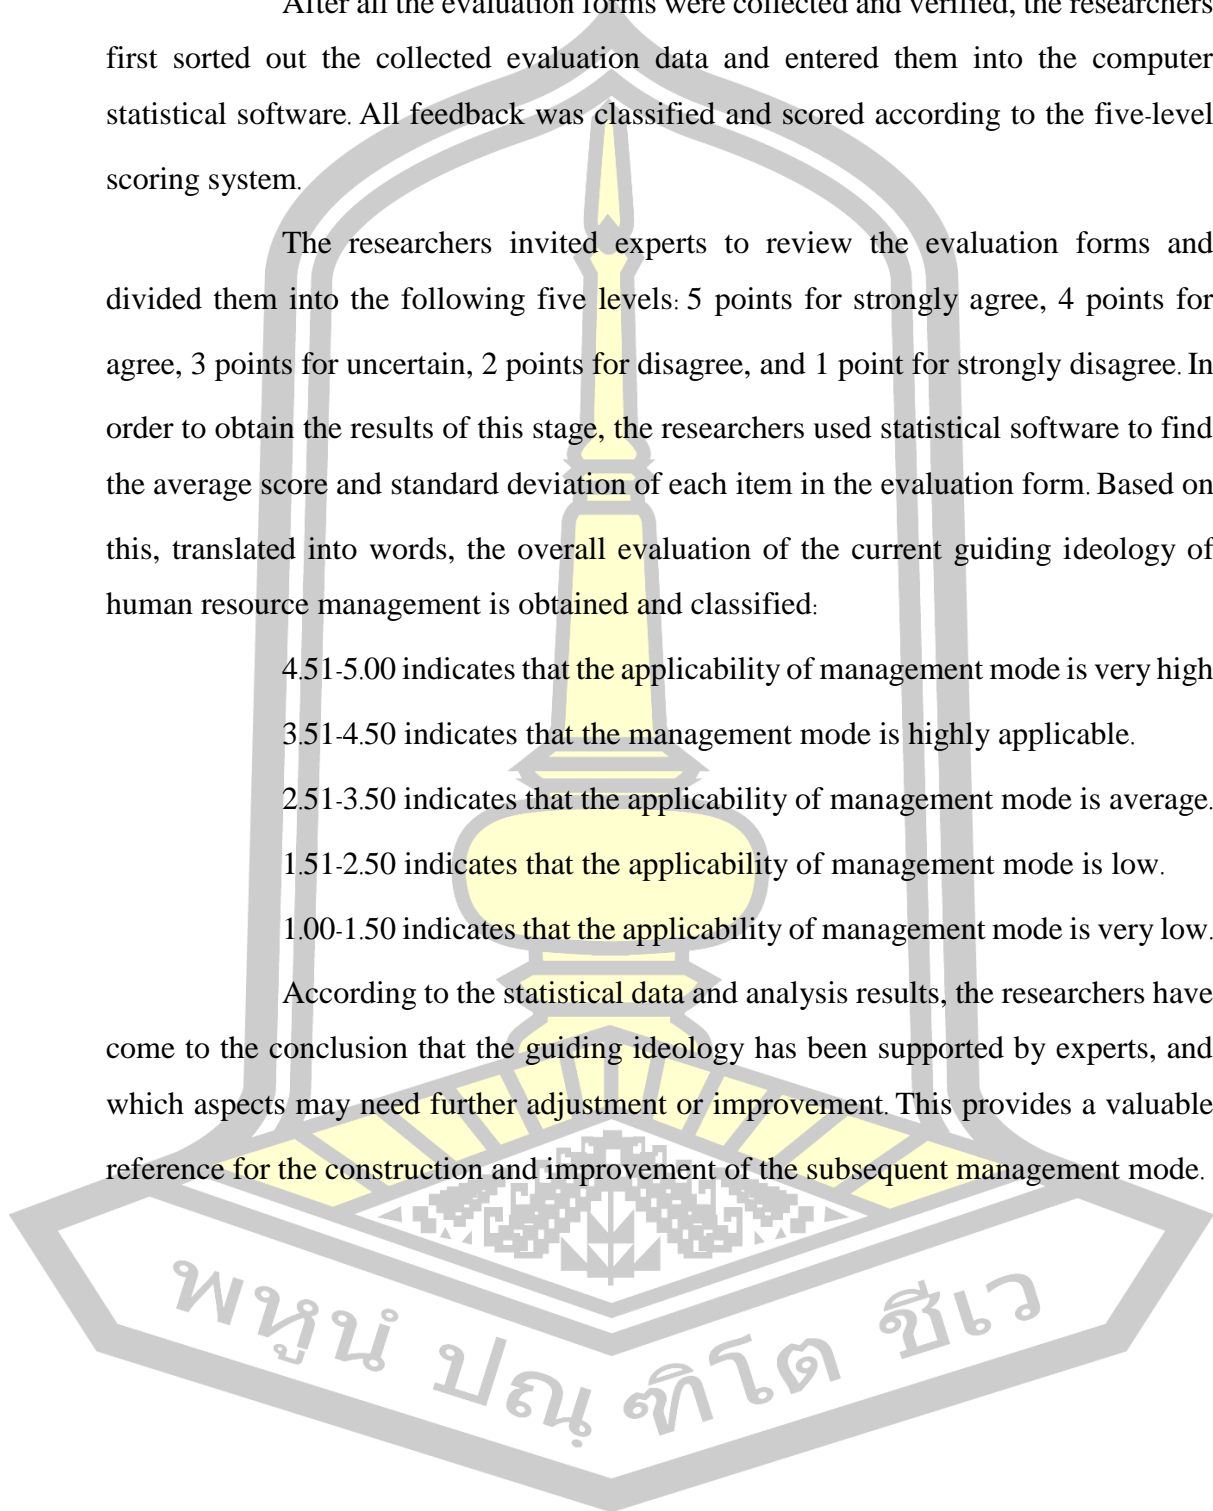 After all the evaluation forms were collected and verified, the researchers
first sorted out the collected evaluation data and entered them into the computer
statistical software. All feedback was classified and scored according to the five-level
scoring system.
The researchers invited experts to review the evaluation forms and
divided them into the following five levels: 5 points for strongly agree, 4 points for
agree, 3 points for uncertain, 2 points for disagree, and 1 point for strongly disagree. In
order to obtain the results of this stage, the researchers used statistical software to find
the average score and standard deviation of each item in the evaluation form. Based on
this, translated into words, the overall evaluation of the current guiding ideology of
human resource management is obtained and classified:
4.51-5.00 indicates that the applicability of management mode is very high
3.51-4.50 indicates that the management mode is highly applicable.
2.51-3.50 indicates that the applicability of management mode is average.
1.51-2.50 indicates that the applicability of management mode is low.
1.00-1.50 indicates that the applicability of management mode is very low.
According to the statistical data and analysis results, the researchers have
come to the conclusion that the guiding ideology has been supported by experts, and
which aspects may need further adjustment or improvement. This provides a valuable
reference for the construction and improvement of the subsequent management mode.
พหูนํ ปณฺฑิโต ชีเว